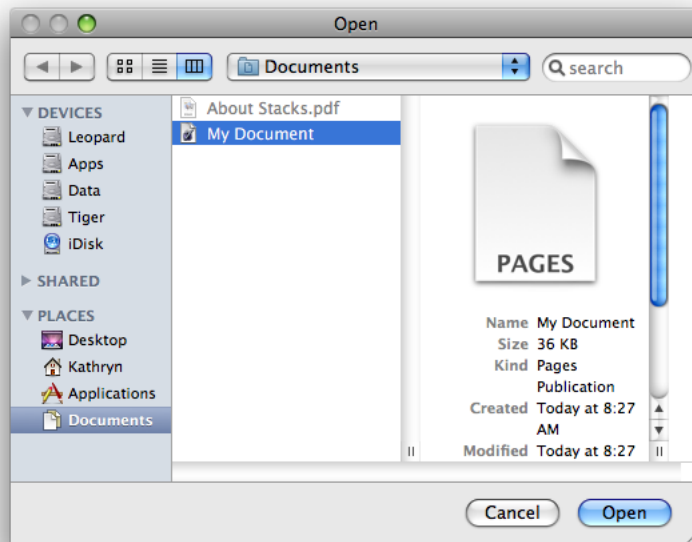 Open
Documents
search
DEVICES
Leopard
Apps
Data
Tiger
iDisk
SHARED
PLACES
Desktop
Kathryn
Applications
Documents
About Stacks.pdf
My Document
PAGES
Name My Document
Size 36 KB
Kind Pages
Publication
Created Today at 8:27
AM
Modified Today at 8:27
Cancel
Open